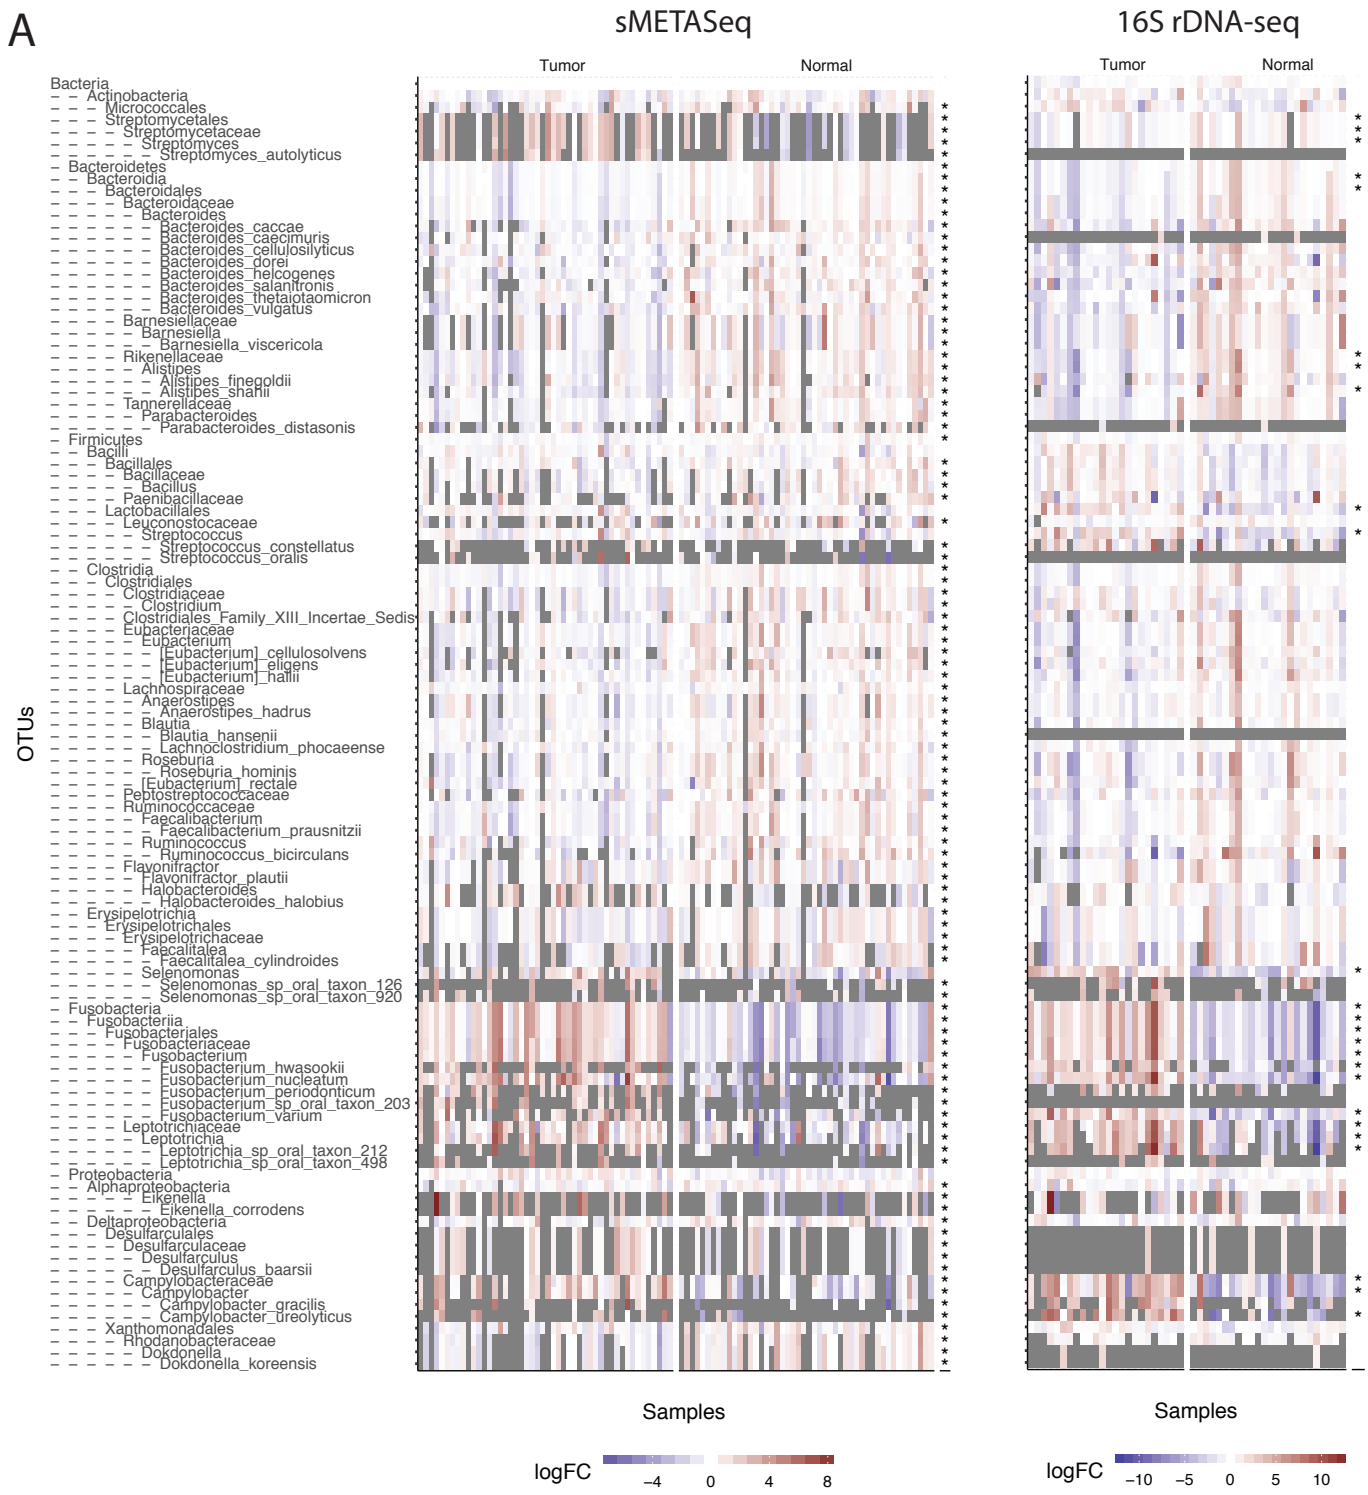 A
sMETASeq
16S rDNA-seq
Tumor
Normal
Tumor
Normal
Bacteria
– – Actinobacteria
– – – Micrococcales
– – – Streptomycetales
– – – – Streptomycetaceae
– – – – – Streptomyces
– – – – – – Streptomyces_autolyticus
– Bacteroidetes
– – Bacteroidia
– – – Bacteroidales
– – – – Bacteroidaceae
– – – – – Bacteroides
– – – – – – Bacteroides_caccae
– – – – – – Bacteroides_caecimuris
– – – – – – Bacteroides_cellulosilyticus
– – – – – – Bacteroides_dorei
– – – – – – Bacteroides_helcogenes
– – – – – – Bacteroides_salanitronis
– – – – – – Bacteroides_thetaiotaomicron
– – – – – – Bacteroides_vulgatus
– – – – Barnesiellaceae
– – – – – Barnesiella
– – – – – – Barnesiella_viscericola
– – – – Rikenellaceae
– – – – – Alistipes
– – – – – – Alistipes_finegoldii
– – – – – – Alistipes_shahii
– – – – Tannerellaceae
– – – – – Parabacteroides
– – – – – – Parabacteroides_distasonis
– Firmicutes
– – Bacilli
– – – Bacillales
– – – – Bacillaceae
– – – – – Bacillus
– – – – Paenibacillaceae
– – – Lactobacillales
– – – – Leuconostocaceae
– – – – – Streptococcus
– – – – – – Streptococcus_constellatus
– – – – – – Streptococcus_oralis
– – Clostridia
– – – Clostridiales
– – – – Clostridiaceae
– – – – – Clostridium
– – – – Clostridiales_Family_XIII_Incertae_Sedis
– – – – Eubacteriaceae
– – – – – Eubacterium
– – – – – – [Eubacterium]_cellulosolvens
– – – – – – [Eubacterium]_eligens
– – – – – – [Eubacterium]_hallii
– – – – Lachnospiraceae
– – – – – Anaerostipes
– – – – – – Anaerostipes_hadrus
– – – – – Blautia
– – – – – – Blautia_hansenii
– – – – – – Lachnoclostridium_phocaeense
– – – – – Roseburia
– – – – – – Roseburia_hominis
– – – – – [Eubacterium]_rectale
– – – – Peptostreptococcaceae
– – – – Ruminococcaceae
– – – – – Faecalibacterium
– – – – – – Faecalibacterium_prausnitzii
– – – – – Ruminococcus
– – – – – – Ruminococcus_bicirculans
– – – – Flavonifractor
– – – – – Flavonifractor_plautii
– – – – – Halobacteroides
– – – – – – Halobacteroides_halobius
– – Erysipelotrichia
– – – Erysipelotrichales
– – – – Erysipelotrichaceae
– – – – – Faecalitalea
– – – – – – Faecalitalea_cylindroides
– – – – – Selenomonas
– – – – – – Selenomonas_sp_oral_taxon_126
– – – – – – Selenomonas_sp_oral_taxon_920
– Fusobacteria
– – Fusobacteriia
– – – Fusobacteriales
– – – – Fusobacteriaceae
– – – – – Fusobacterium
– – – – – – Fusobacterium_hwasookii
– – – – – – Fusobacterium_nucleatum
– – – – – – Fusobacterium_periodonticum
– – – – – – Fusobacterium_sp_oral_taxon_203
– – – – – – Fusobacterium_varium
– – – – Leptotrichiaceae
– – – – – Leptotrichia
– – – – – – Leptotrichia_sp_oral_taxon_212
– – – – – – Leptotrichia_sp_oral_taxon_498
– Proteobacteria
– – Alphaproteobacteria
– – – – – Eikenella
– – – – – – Eikenella_corrodens
– – Deltaproteobacteria
– – – Desulfarculales
– – – – Desulfarculaceae
– – – – – Desulfarculus
– – – – – – Desulfarculus_baarsii
– – – – Campylobacteraceae
– – – – – Campylobacter
– – – – – – Campylobacter_gracilis
– – – – – – Campylobacter_ureolyticus
– – – Xanthomonadales
– – – – Rhodanobacteraceae
– – – – – Dokdonella
– – – – – – Dokdonella_koreensis
OTUs
Samples
Samples
logFC
−4 0 4 8
logFC
−10 −5 0 5 10